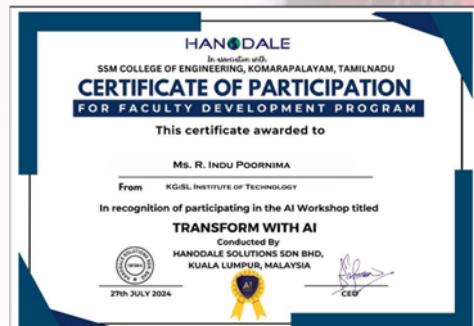 HANODALE
In association with
SSM COLLEGE OF ENGINEERING, KOMARAPALAYAM, TAMILNADU
CERTIFICATE OF PARTICIPATION
FOR FACULTY DEVELOPMENT PROGRAM
This certificate awarded to
MS. R. INDU POORNIMA
From KGISL INSTITUTE OF TECHNOLOGY
In recognition of participating in the AI Workshop titled
TRANSFORM WITH AI
Conducted By
HANODALE SOLUTIONS SDN BHD,
KUALA LUMPUR, MALAYSIA
27th JULY 2024
AI
CEO